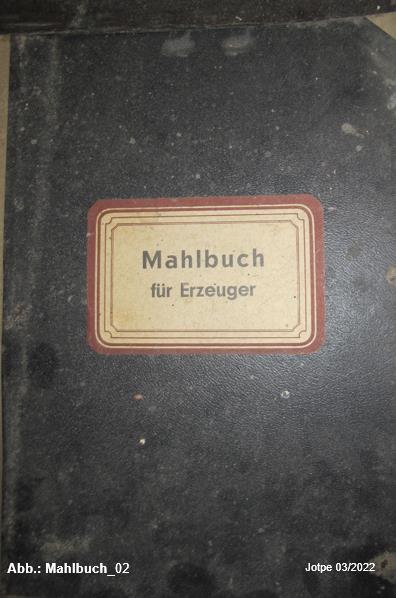 Mahlbuch
für Erzeuger
Abb.: Mahlbuch_02
Jotpe 03/2022